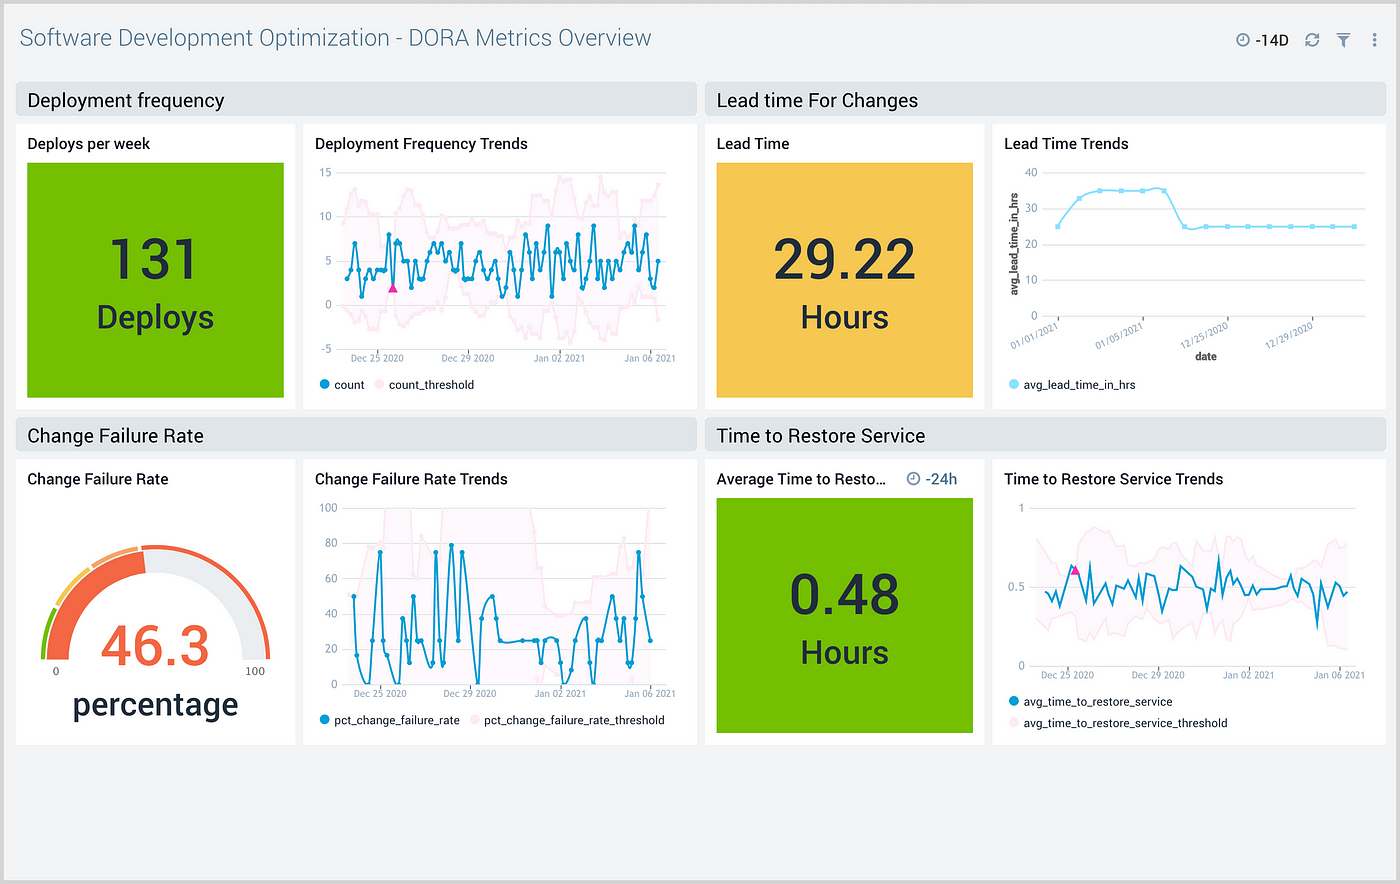 Software Development Optimization - DORA Metrics Overview
-14D
Deployment frequency
Deploys per week
131
Deploys
Deployment Frequency Trends
15
10
5
0
-5
Dec 25 2020
Dec 29 2020
Jan 02 2021
Jan 06 2021
count
count_threshold
Lead time For Changes
Lead Time
29.22
Hours
Lead Time Trends
avg_lead_time_in_hrs
40
30
20
10
0
01/01/2021
01/05/2021
12/25/2020
12/29/2020
date
avg_lead_time_in_hrs
Change Failure Rate
Change Failure Rate
46.3
0
100
percentage
Change Failure Rate Trends
100
80
60
40
20
0
Dec 25 2020
Dec 29 2020
Jan 02 2021
Jan 06 2021
pct_change_failure_rate
pct_change_failure_rate_threshold
Time to Restore Service
Average Time to Resto...
-24h
0.48
Hours
Time to Restore Service Trends
1
0.5
0
Dec 25 2020
Dec 29 2020
Jan 02 2021
Jan 06 2021
avg_time_to_restore_service
avg_time_to_restore_service_threshold